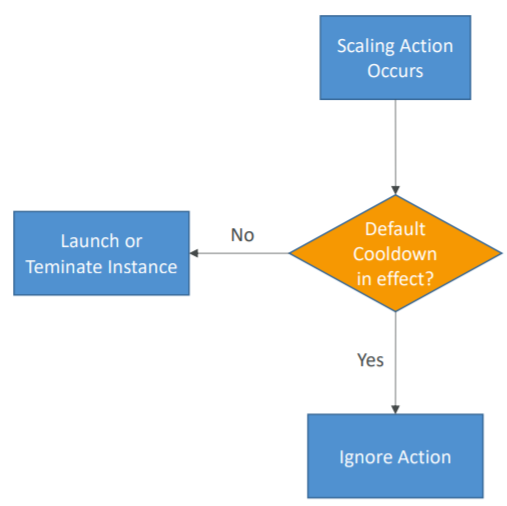 Scaling Action
Occurs
Default
Cooldown
in effect?
No
Launch or
Teminate Instance
Yes
Ignore Action